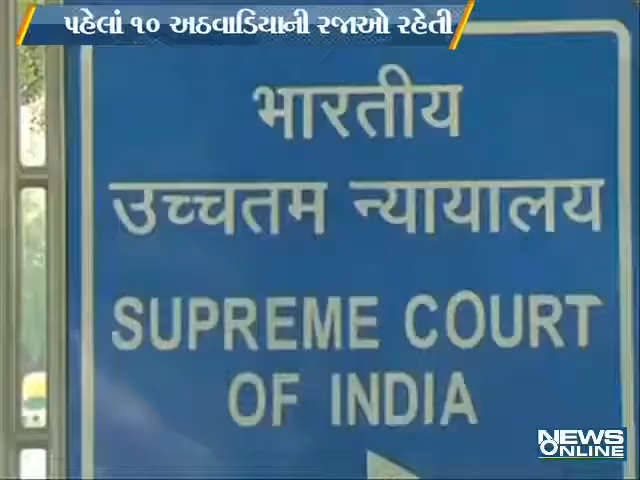 પહેલાં ૧૦ અઠવાડિયાની રજાઓ રહેતી
भारतीय
उच्चतम न्यायालय
SUPREME COURT
OF INDIA
NEWS
ONLINE